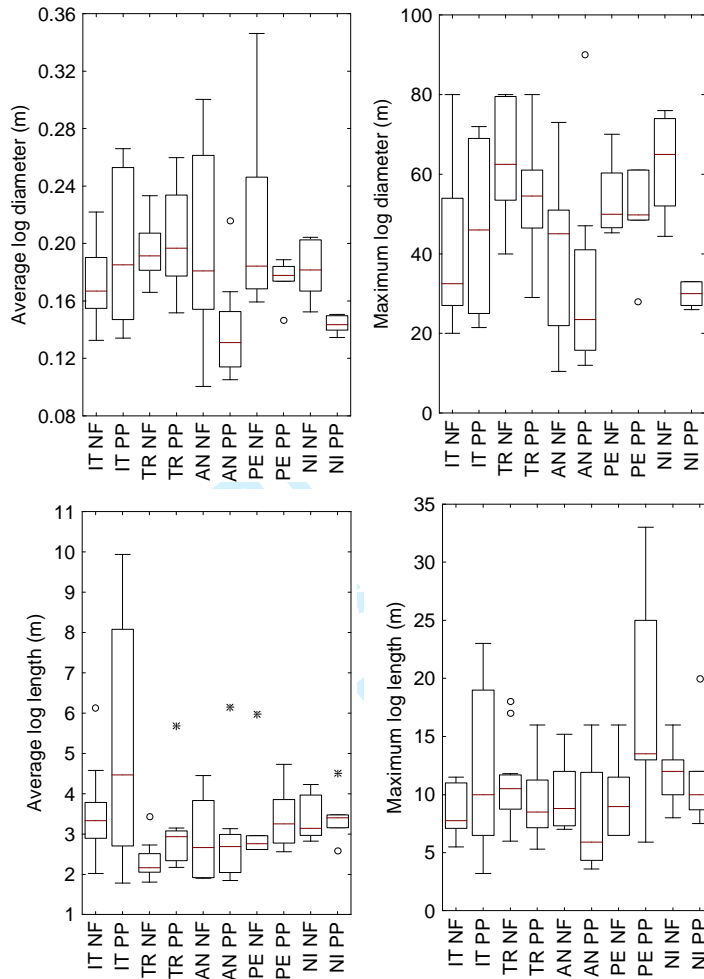 Average log diameter (m)
0.36
0.32
0.28
0.24
0.20
0.16
0.12
0.08
IT NF
IT PP
TR NF
TR PP
AN NF
AN PP
PE NF
PE PP
NI NF
NI PP
Maximum log diameter (m)
100
80
60
40
20
0
IT NF
IT PP
TR NF
TR PP
AN NF
AN PP
PE NF
PE PP
NI NF
NI PP
Average log length (m)
11
10
9
8
7
6
5
4
3
2
1
IT NF
IT PP
TR NF
TR PP
AN NF
AN PP
PE NF
PE PP
NI NF
NI PP
Maximum log length (m)
35
30
25
20
15
10
5
0
IT NF
IT PP
TR NF
TR PP
AN NF
AN PP
PE NF
PE PP
NI NF
NI PP